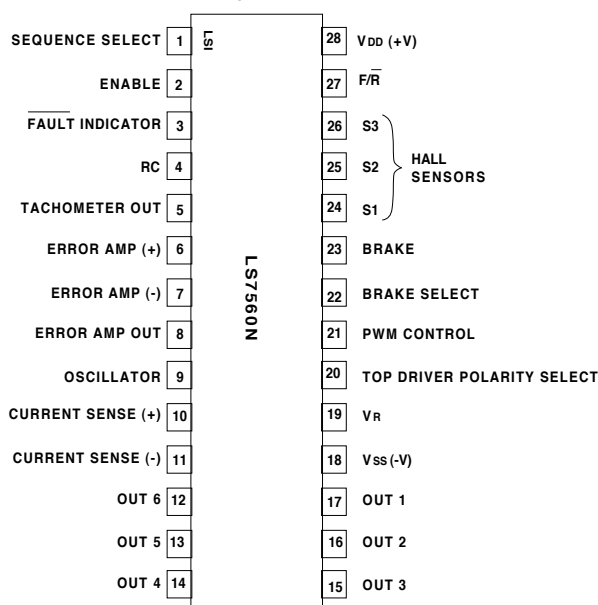 SEQUENCE SELECT 1 LSI 28 VDD (+V)
ENABLE 2 27 F/R̅
F̅A̅U̅L̅T̅ INDICATOR 3 26 S3
RC 4 25 S2 HALL
SENSORS
TACHOMETER OUT 5 24 S1
ERROR AMP (+) 6 23 BRAKE
LS7560N
ERROR AMP (-) 7 22 BRAKE SELECT
ERROR AMP OUT 8 21 PWM CONTROL
OSCILLATOR 9 20 TOP DRIVER POLARITY SELECT
CURRENT SENSE (+) 10 19 VR
CURRENT SENSE (-) 11 18 Vss (-V)
OUT 6 12 17 OUT 1
OUT 5 13 16 OUT 2
OUT 4 14 15 OUT 3